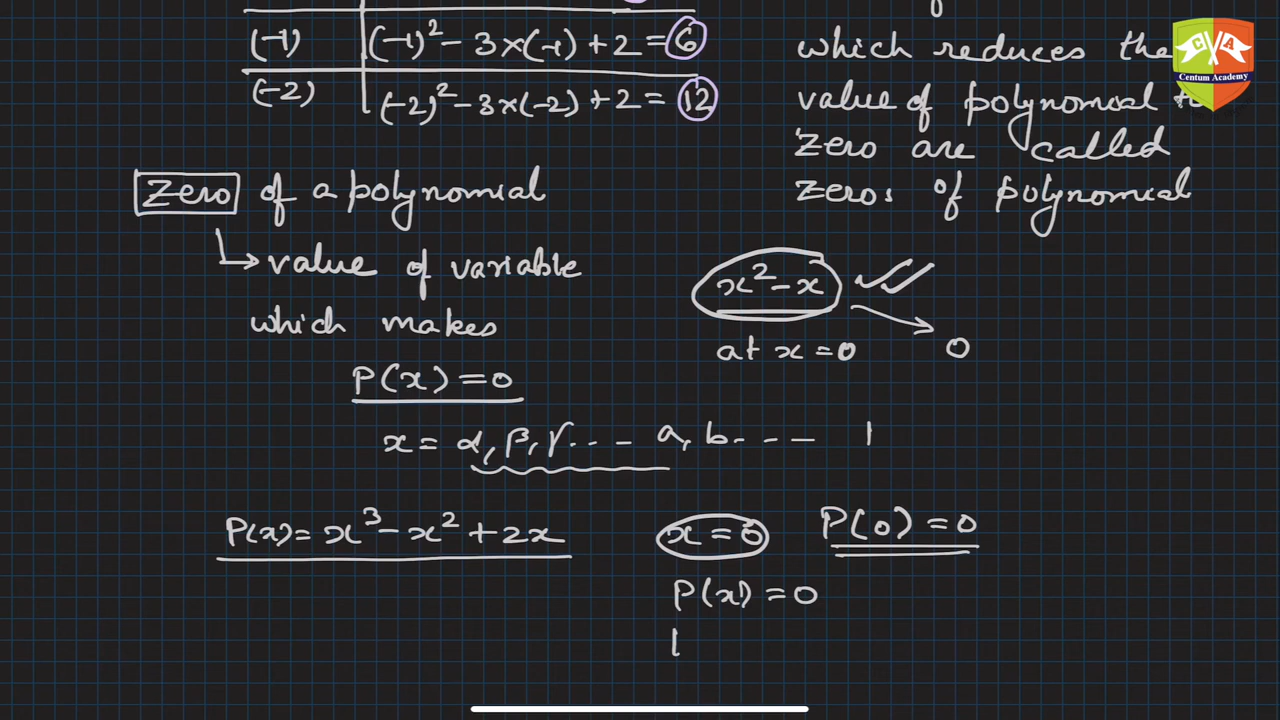 (-1) (-1)² - 3×(-1) + 2 = 6
(-2) (-2)² - 3×(-2) + 2 = 12
Zero of a polynomial
↳ value of variable
which makes
P(x) = 0
x = α, β, γ... - a, b. - - - 1
P(x) = x³ - x² + 2x
which reduces the
value of polynomial
zero are called
zeros of polynomial
x² - x
at x = 0 0
x = 0 P(0) = 0
P(x) = 0
CVA
Centum Academy